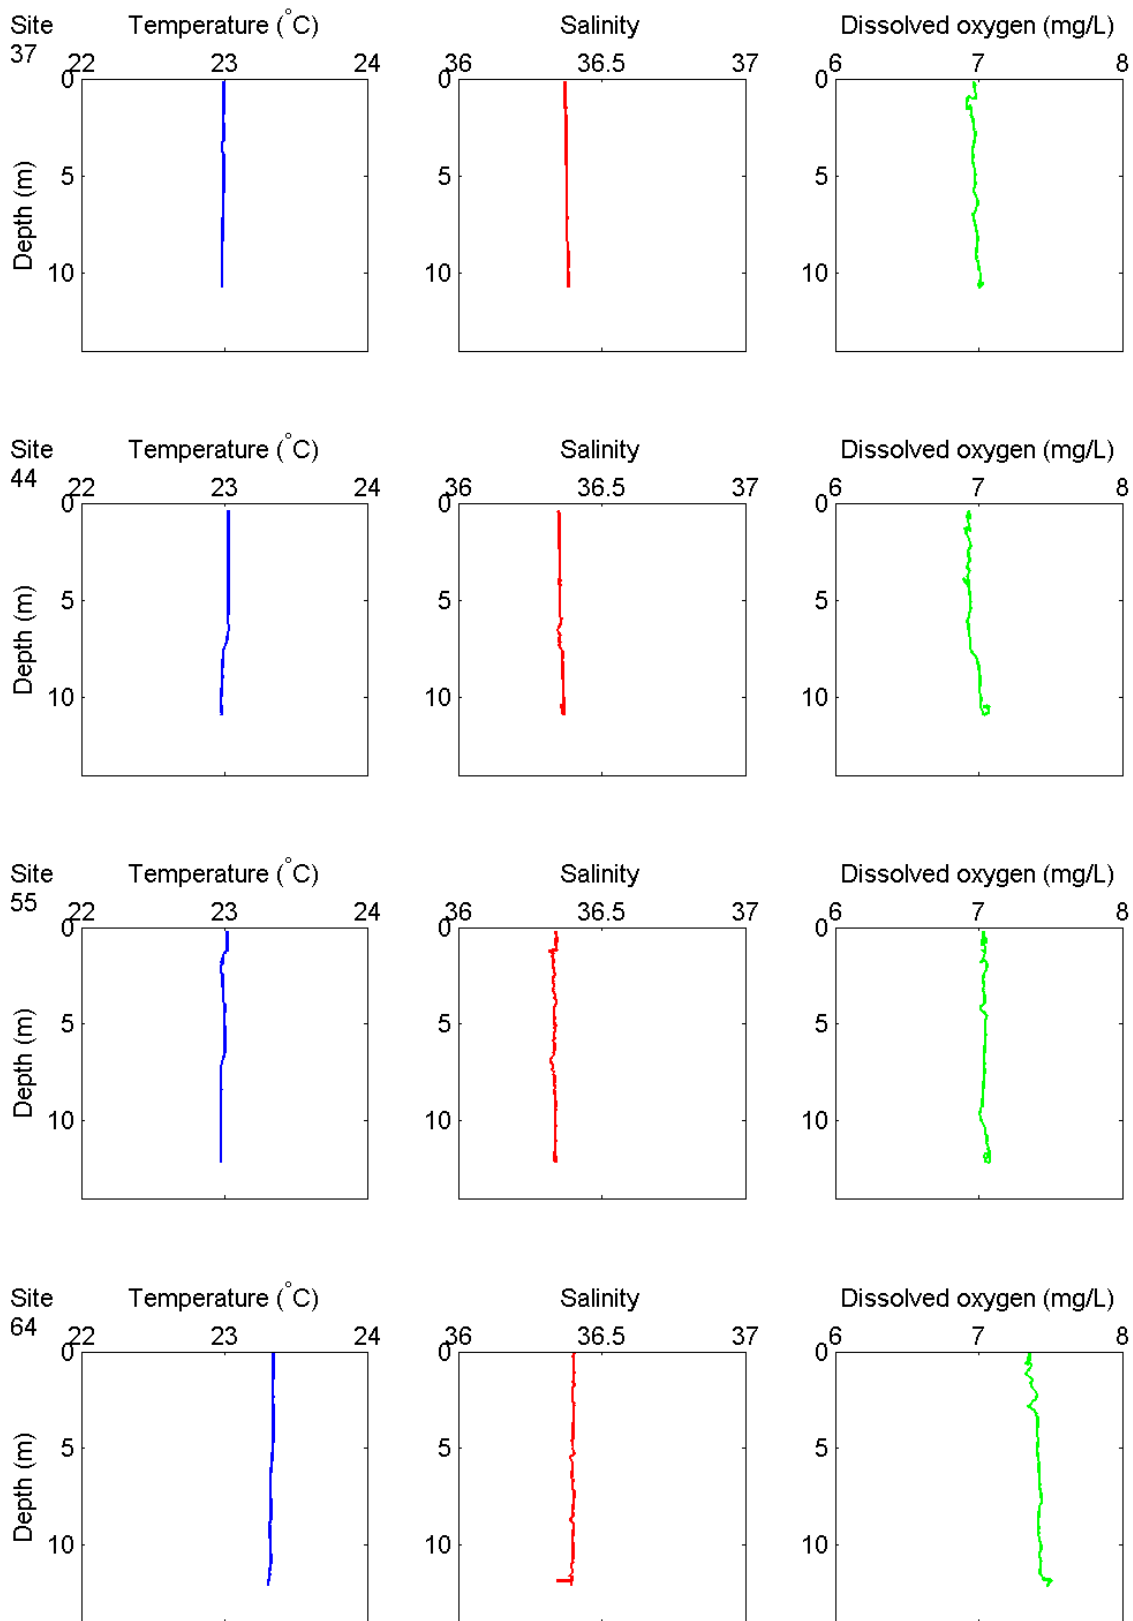 Site Temperature (°C) Salinity Dissolved oxygen (mg/L)
37 22 23 24 36 36.5 37 6 7 8
0 0 0
5 5 5
Depth (m)
10 10 10
Site Temperature (°C) Salinity Dissolved oxygen (mg/L)
44 22 23 24 36 36.5 37 6 7 8
0 0 0
5 5 5
Depth (m)
10 10 10
Site Temperature (°C) Salinity Dissolved oxygen (mg/L)
55 22 23 24 36 36.5 37 6 7 8
0 0 0
5 5 5
Depth (m)
10 10 10
Site Temperature (°C) Salinity Dissolved oxygen (mg/L)
64 22 23 24 36 36.5 37 6 7 8
0 0 0
5 5 5
Depth (m)
10 10 10